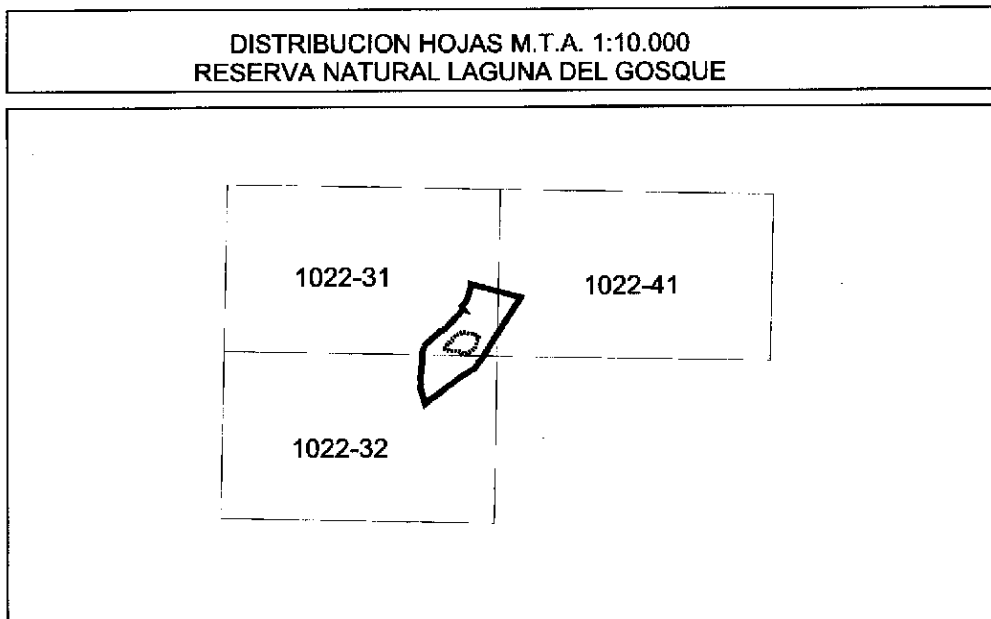 DISTRIBUCION HOJAS M.T.A. 1:10.000
RESERVA NATURAL LAGUNA DEL GOSQUE
1022-31
1022-41
1022-32